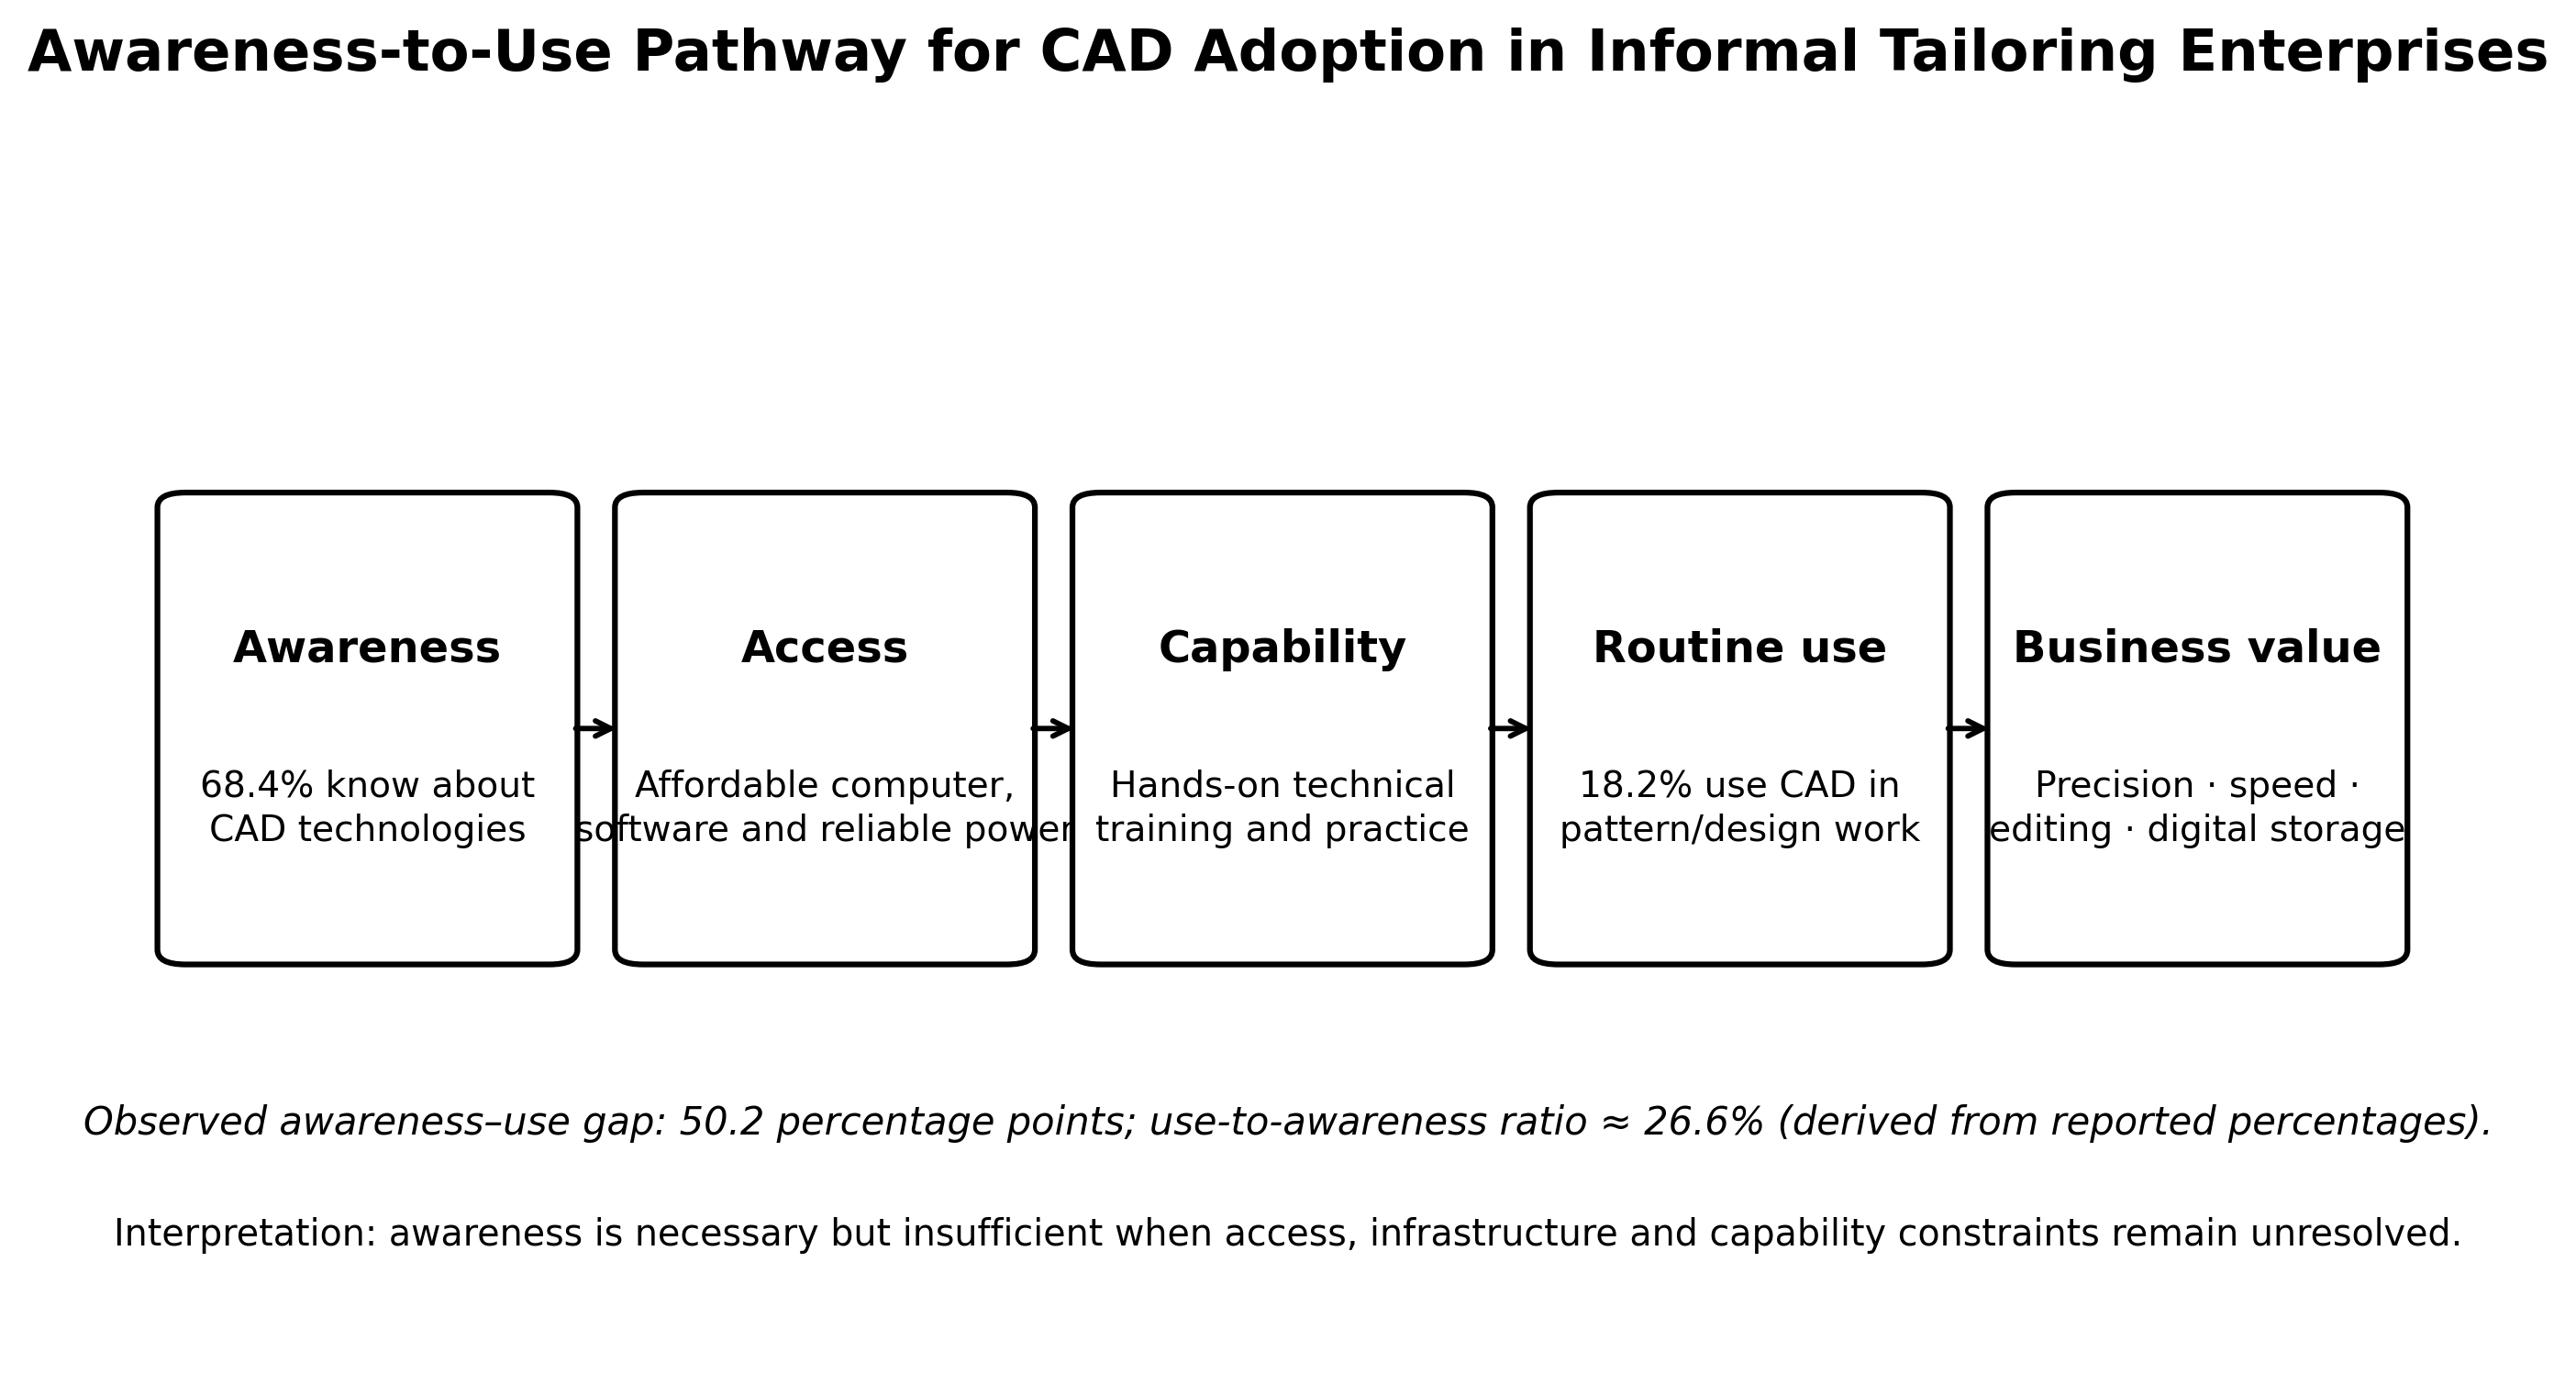 Awareness-to-Use Pathway for CAD Adoption in Informal Tailoring Enterprises
Awareness
68.4% know about
CAD technologies
Access
Affordable computer,
software and reliable power
Capability
Hands-on technical
training and practice
Routine use
18.2% use CAD in
pattern/design work
Business value
Precision · speed ·
editing · digital storage
Observed awareness–use gap: 50.2 percentage points; use-to-awareness ratio ≈ 26.6% (derived from reported percentages).
Interpretation: awareness is necessary but insufficient when access, infrastructure and capability constraints remain unresolved.